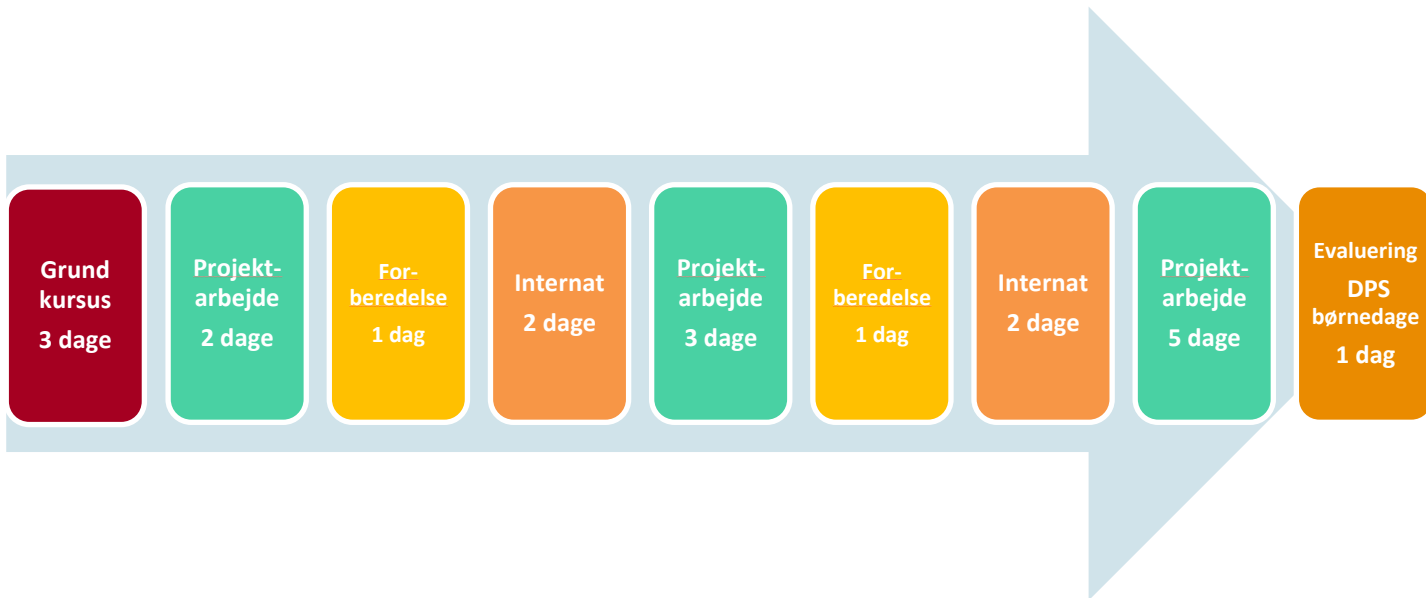 Grund
kursus
3 dage
Projekt-
arbejde
2 dage
For-
beredelse
1 dag
Internat
2 dage
Projekt-
arbejde
3 dage
For-
beredelse
1 dag
Internat
2 dage
Projekt-
arbejde
5 dage
Evaluering
DPS
børnedage
1 dag